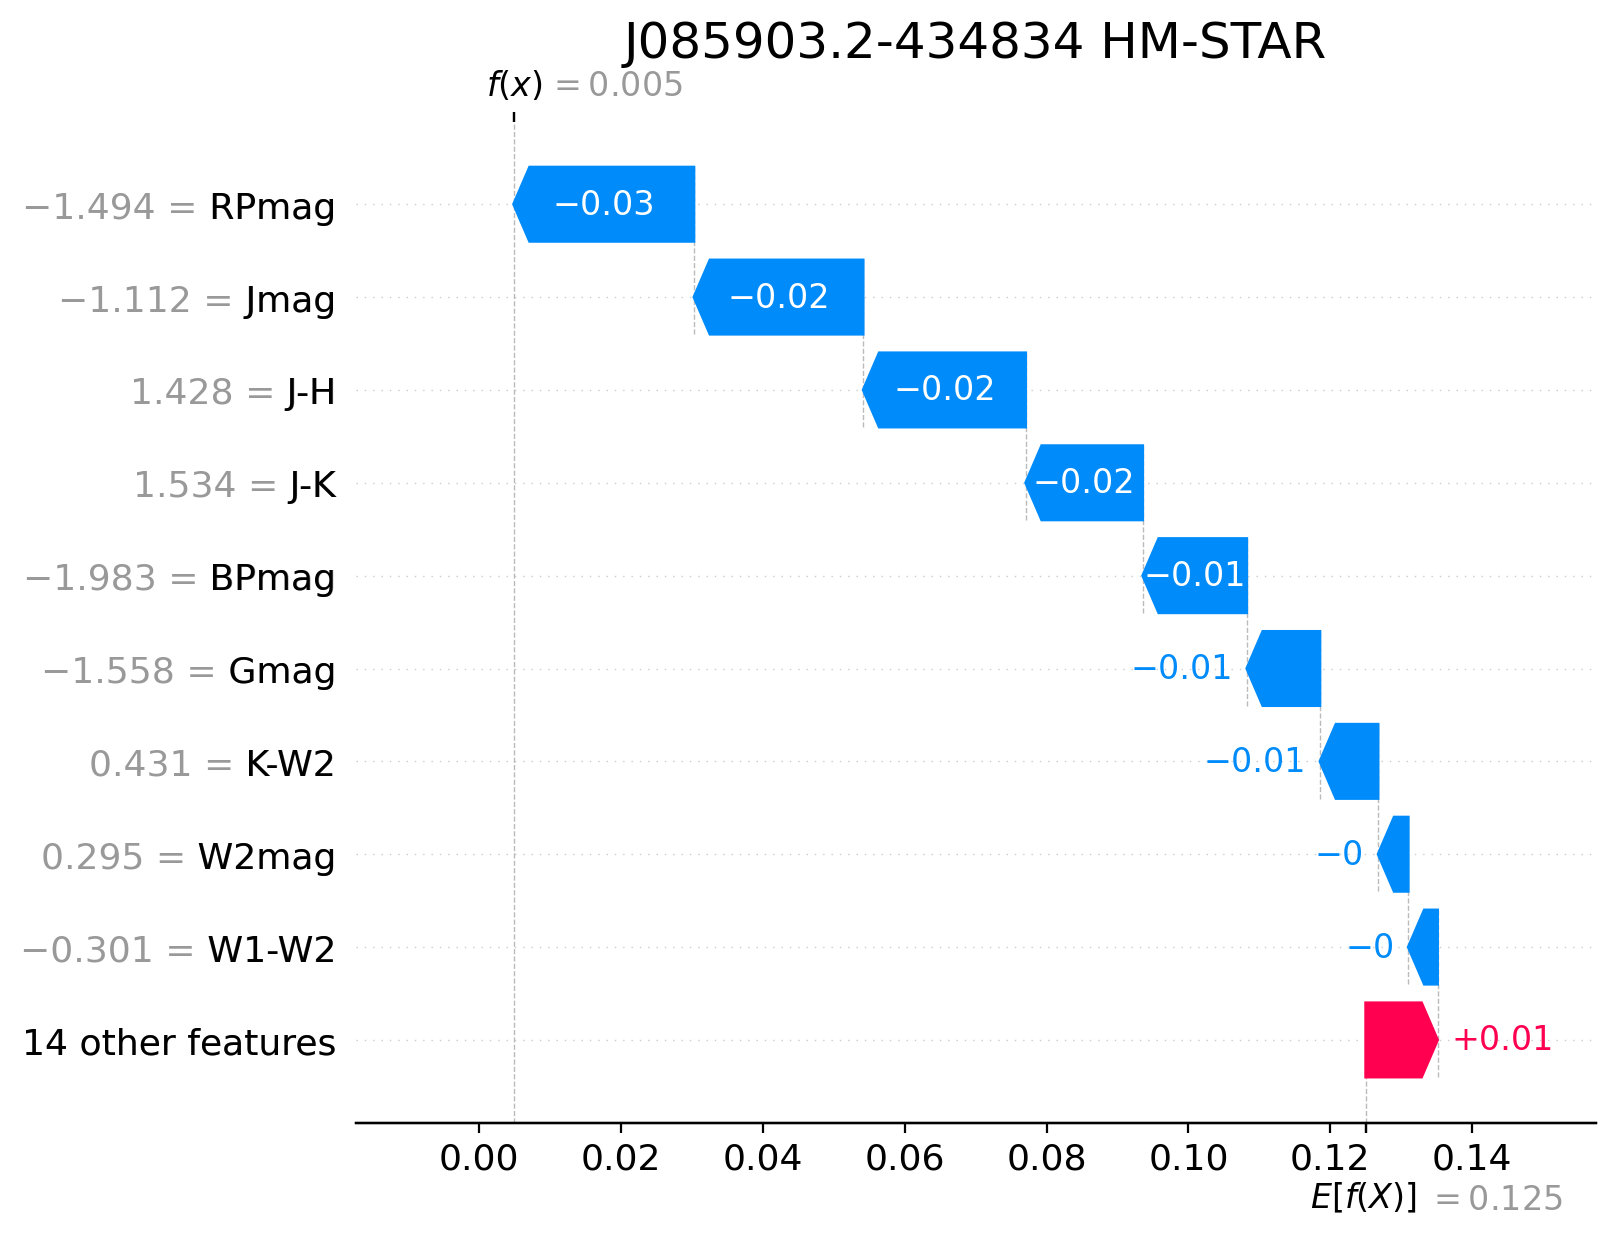 J085903.2-434834 HM-STAR
f(x) = 0.005
−1.494 = RPmag −0.03
−1.112 = Jmag −0.02
1.428 = J-H −0.02
1.534 = J-K −0.02
−1.983 = BPmag −0.01
−1.558 = Gmag −0.01
0.431 = K-W2 −0.01
0.295 = W2mag −0
−0.301 = W1-W2 −0
14 other features +0.01
0.00 0.02 0.04 0.06 0.08 0.10 0.12 0.14
E[f(X)] = 0.125